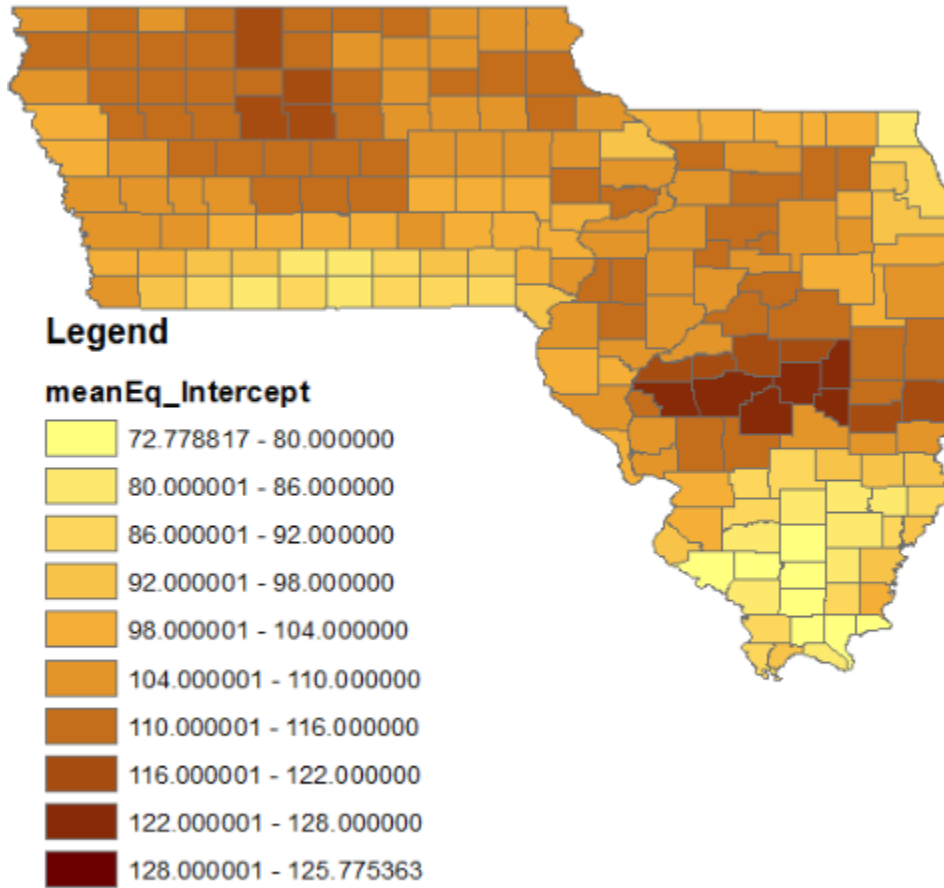 Legend
meanEq_Intercept
72.778817 - 80.000000
80.000001 - 86.000000
86.000001 - 92.000000
92.000001 - 98.000000
98.000001 - 104.000000
104.000001 - 110.000000
110.000001 - 116.000000
116.000001 - 122.000000
122.000001 - 128.000000
128.000001 - 125.775363